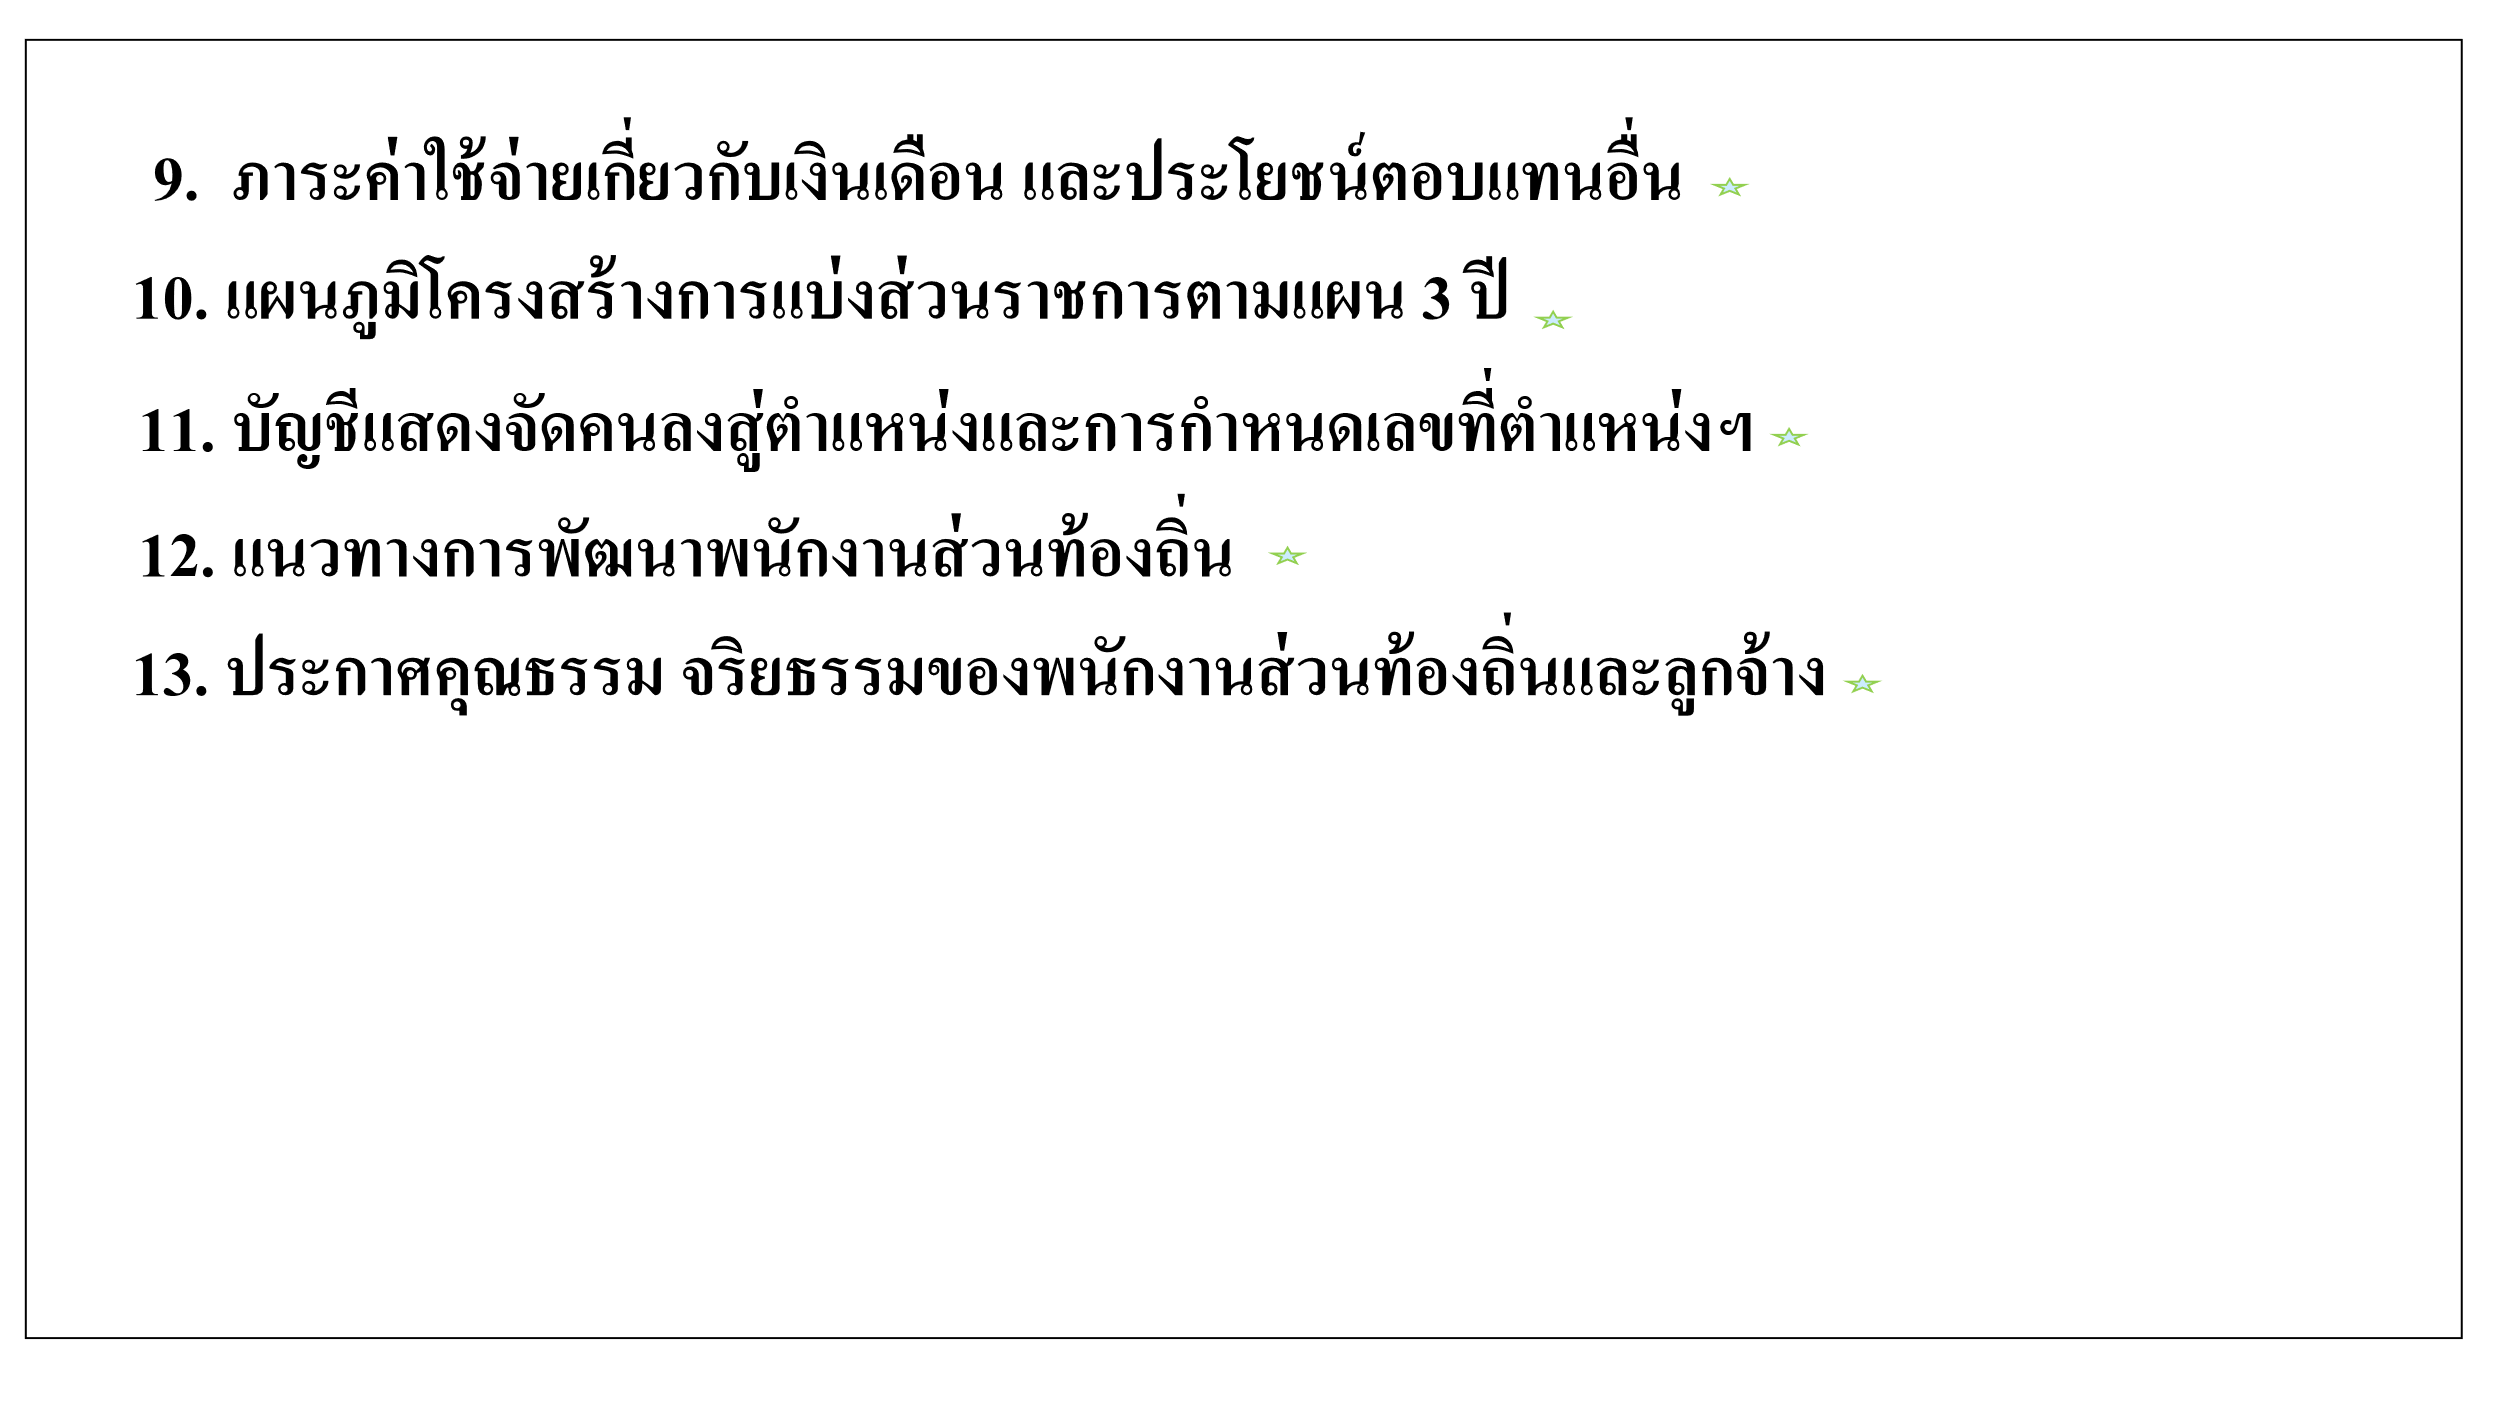 9. ภาระค่าใช้จ่ายเกี่ยวกับเงินเดือน และประโยชน์ตอบแทนอื่น
10. แผนภูมิโครงสร้างการแบ่งส่วนราชการตามแผน 3 ปี
11. บัญชีแสดงจัดคนลงสู่ตำแหน่งและการกำหนดเลขที่ตำแหน่งฯ
12. แนวทางการพัฒนาพนักงานส่วนท้องถิ่น
13. ประกาศคุณธรรม จริยธรรมของพนักงานส่วนท้องถิ่นและลูกจ้าง